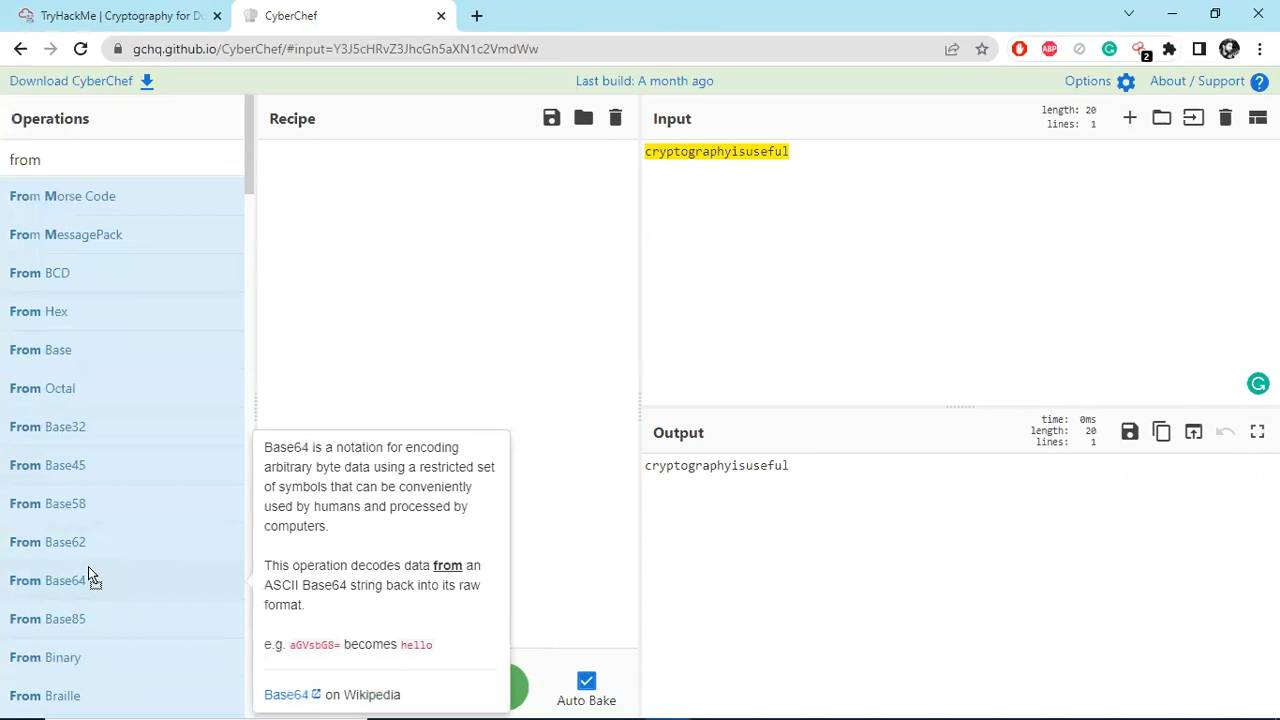 TryHackMe | Cryptography for Du
CyberChef
gchq.github.io/CyberChef/#input=Y3J5cHRvZ3JhcGh5aXN1c2VmdWw
ABP
2
Download CyberChef
Last build: A month ago
Options
About / Support
Operations
Recipe
Input
length: 20
lines: 1
from
cryptographyisuseful
From Morse Code
From MessagePack
From BCD
From Hex
From Base
From Octal
From Base32
From Base45
From Base58
From Base62
From Base64
From Base85
From Binary
From Braille
Base64 is a notation for encoding
arbitrary byte data using a restricted set
of symbols that can be conveniently
used by humans and processed by
computers.
This operation decodes data from an
ASCII Base64 string back into its raw
format.
e.g. aGVsbG8= becomes hello
Base64 on Wikipedia
Auto Bake
Output
time: 0ms
length: 20
lines: 1
cryptographyisuseful